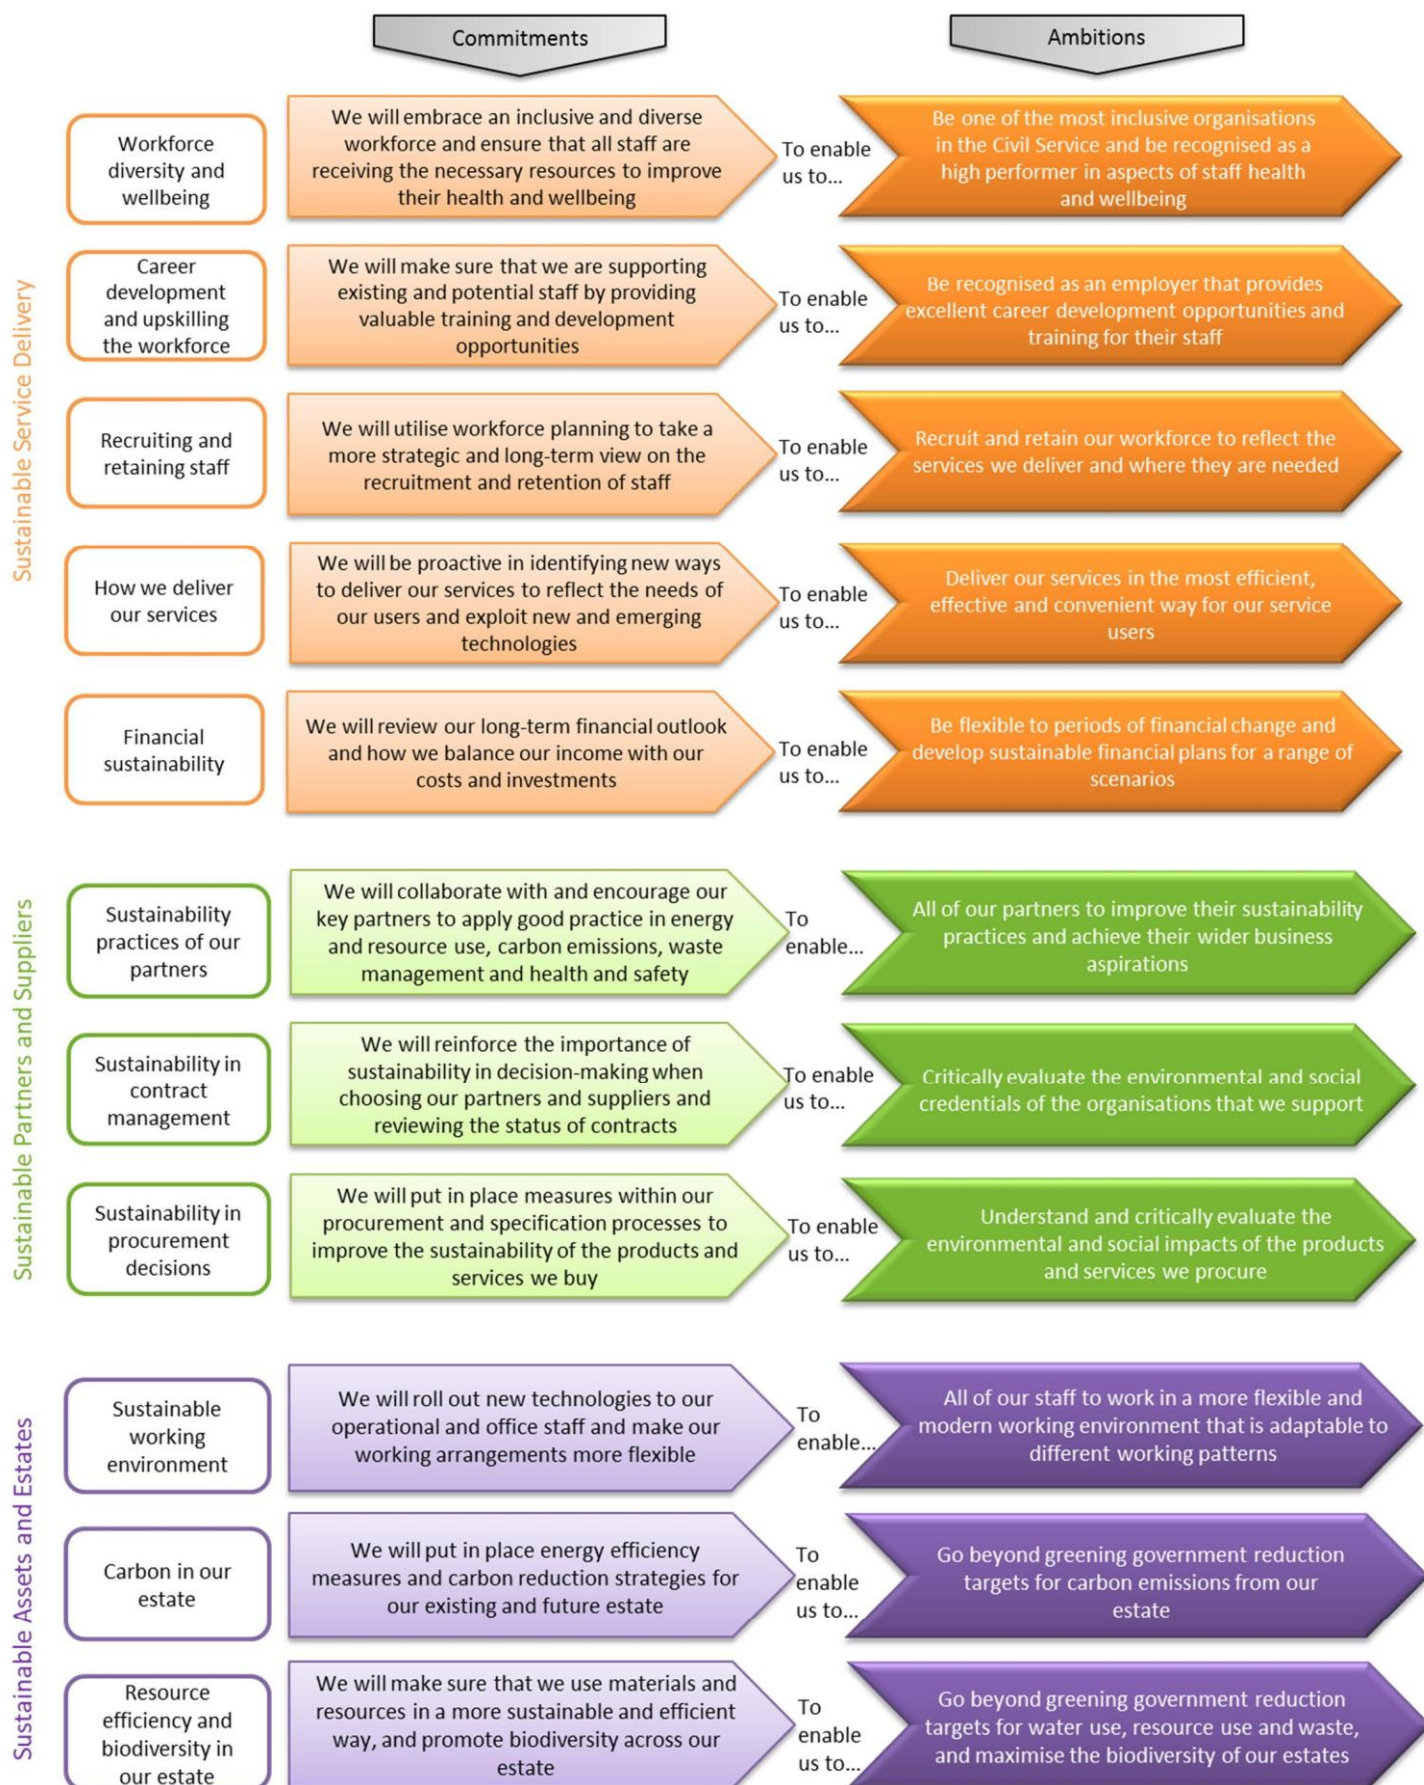 Commitments
Ambitions
Sustainable Service Delivery
Workforce
diversity and
wellbeing
We will embrace an inclusive and diverse
workforce and ensure that all staff are
receiving the necessary resources to improve
their health and wellbeing
To enable
us to...
Be one of the most inclusive organisations
in the Civil Service and be recognised as a
high performer in aspects of staff health
and wellbeing
Career
development
and upskilling
the workforce
We will make sure that we are supporting
existing and potential staff by providing
valuable training and development
opportunities
To enable
us to...
Be recognised as an employer that provides
excellent career development opportunities and
training for their staff
Recruiting and
retaining staff
We will utilise workforce planning to take a
more strategic and long-term view on the
recruitment and retention of staff
To enable
us to...
Recruit and retain our workforce to reflect the
services we deliver and where they are needed
How we deliver
our services
We will be proactive in identifying new ways
to deliver our services to reflect the needs of
our users and exploit new and emerging
technologies
To enable
us to...
Deliver our services in the most efficient,
effective and convenient way for our service
users
Financial
sustainability
We will review our long-term financial outlook
and how we balance our income with our
costs and investments
To enable
us to...
Be flexible to periods of financial change and
develop sustainable financial plans for a range of
scenarios
Sustainable Partners and Suppliers
Sustainability
practices of our
partners
We will collaborate with and encourage our
key partners to apply good practice in energy
and resource use, carbon emissions, waste
management and health and safety
To
enable...
All of our partners to improve their sustainability
practices and achieve their wider business
aspirations
Sustainability in
contract
management
We will reinforce the importance of
sustainability in decision-making when
choosing our partners and suppliers and
reviewing the status of contracts
To enable
us to...
Critically evaluate the environmental and social
credentials of the organisations that we support
Sustainability in
procurement
decisions
We will put in place measures within our
procurement and specification processes to
improve the sustainability of the products and
services we buy
To enable
us to...
Understand and critically evaluate the
environmental and social impacts of the products
and services we procure
Sustainable Assets and Estates
Sustainable
working
environment
We will roll out new technologies to our
operational and office staff and make our
working arrangements more flexible
To
enable...
All of our staff to work in a more flexible and
modern working environment that is adaptable to
different working patterns
Carbon in our
estate
We will put in place energy efficiency
measures and carbon reduction strategies for
our existing and future estate
To
enable
us to...
Go beyond greening government reduction
targets for carbon emissions from our
estate
Resource
efficiency and
biodiversity in
our estate
We will make sure that we use materials and
resources in a more sustainable and efficient
way, and promote biodiversity across our
estate
To
enable
us to...
Go beyond greening government reduction
targets for water use, resource use and waste,
and maximise the biodiversity of our estates